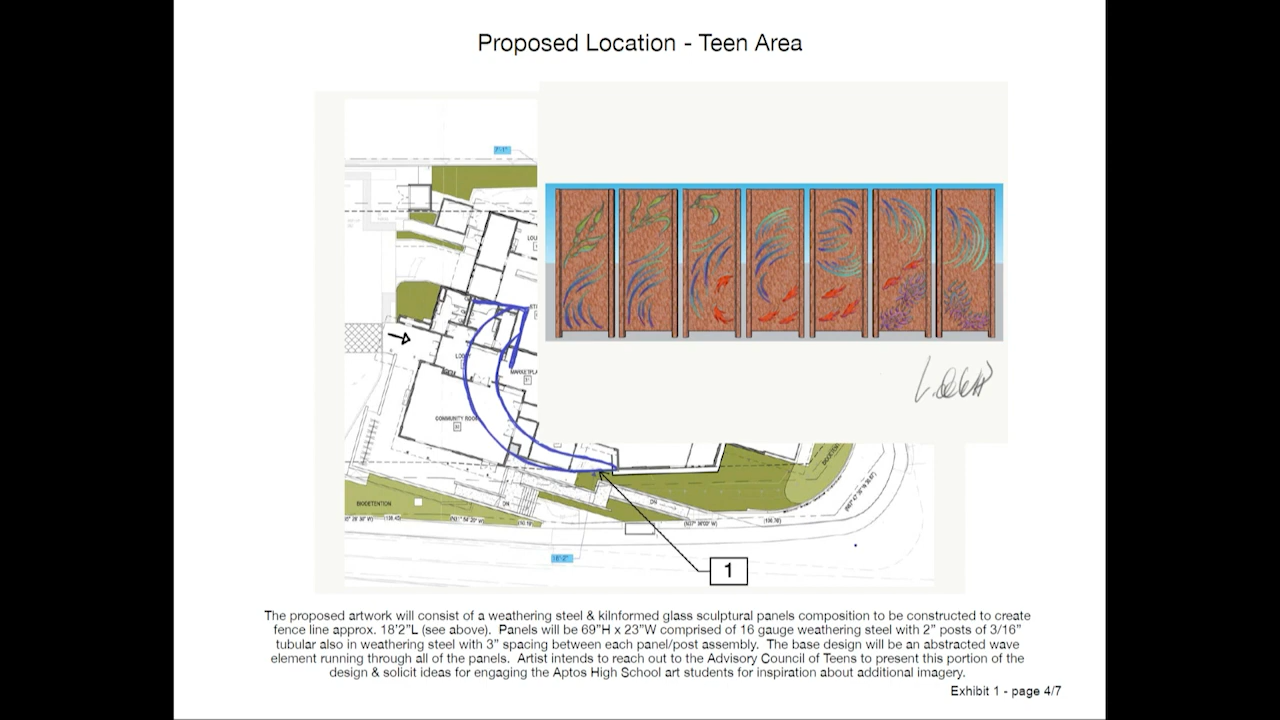 Proposed Location - Teen Area
LOBBY
COMMUNITY ROOM
BIODETENTION
DN
DN
18'-2"
1
The proposed artwork will consist of a weathering steel & kilnformed glass sculptural panels composition to be constructed to create
fence line approx. 18'2"L (see above). Panels will be 69"H x 23"W comprised of 16 gauge weathering steel with 2" posts of 3/16"
tubular also in weathering steel with 3" spacing between each panel/post assembly. The base design will be an abstracted wave
element running through all of the panels. Artist intends to reach out to the Advisory Council of Teens to present this portion of the
design & solicit ideas for engaging the Aptos High School art students for inspiration about additional imagery.
Exhibit 1 - page 4/7